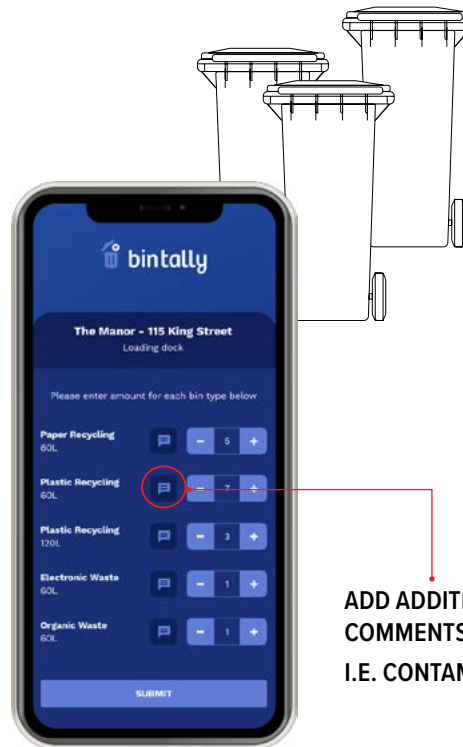 bintally
The Manor - 115 King Street
Loading dock
Please enter amount for each bin type below
Paper Recycling
60L
- 5 +
Plastic Recycling
60L
- 7 +
Plastic Recycling
120L
- 3 +
Electronic Waste
60L
- 1 +
Organic Waste
60L
- 1 +
SUBMIT
ADD
COMMENTS
I.E.